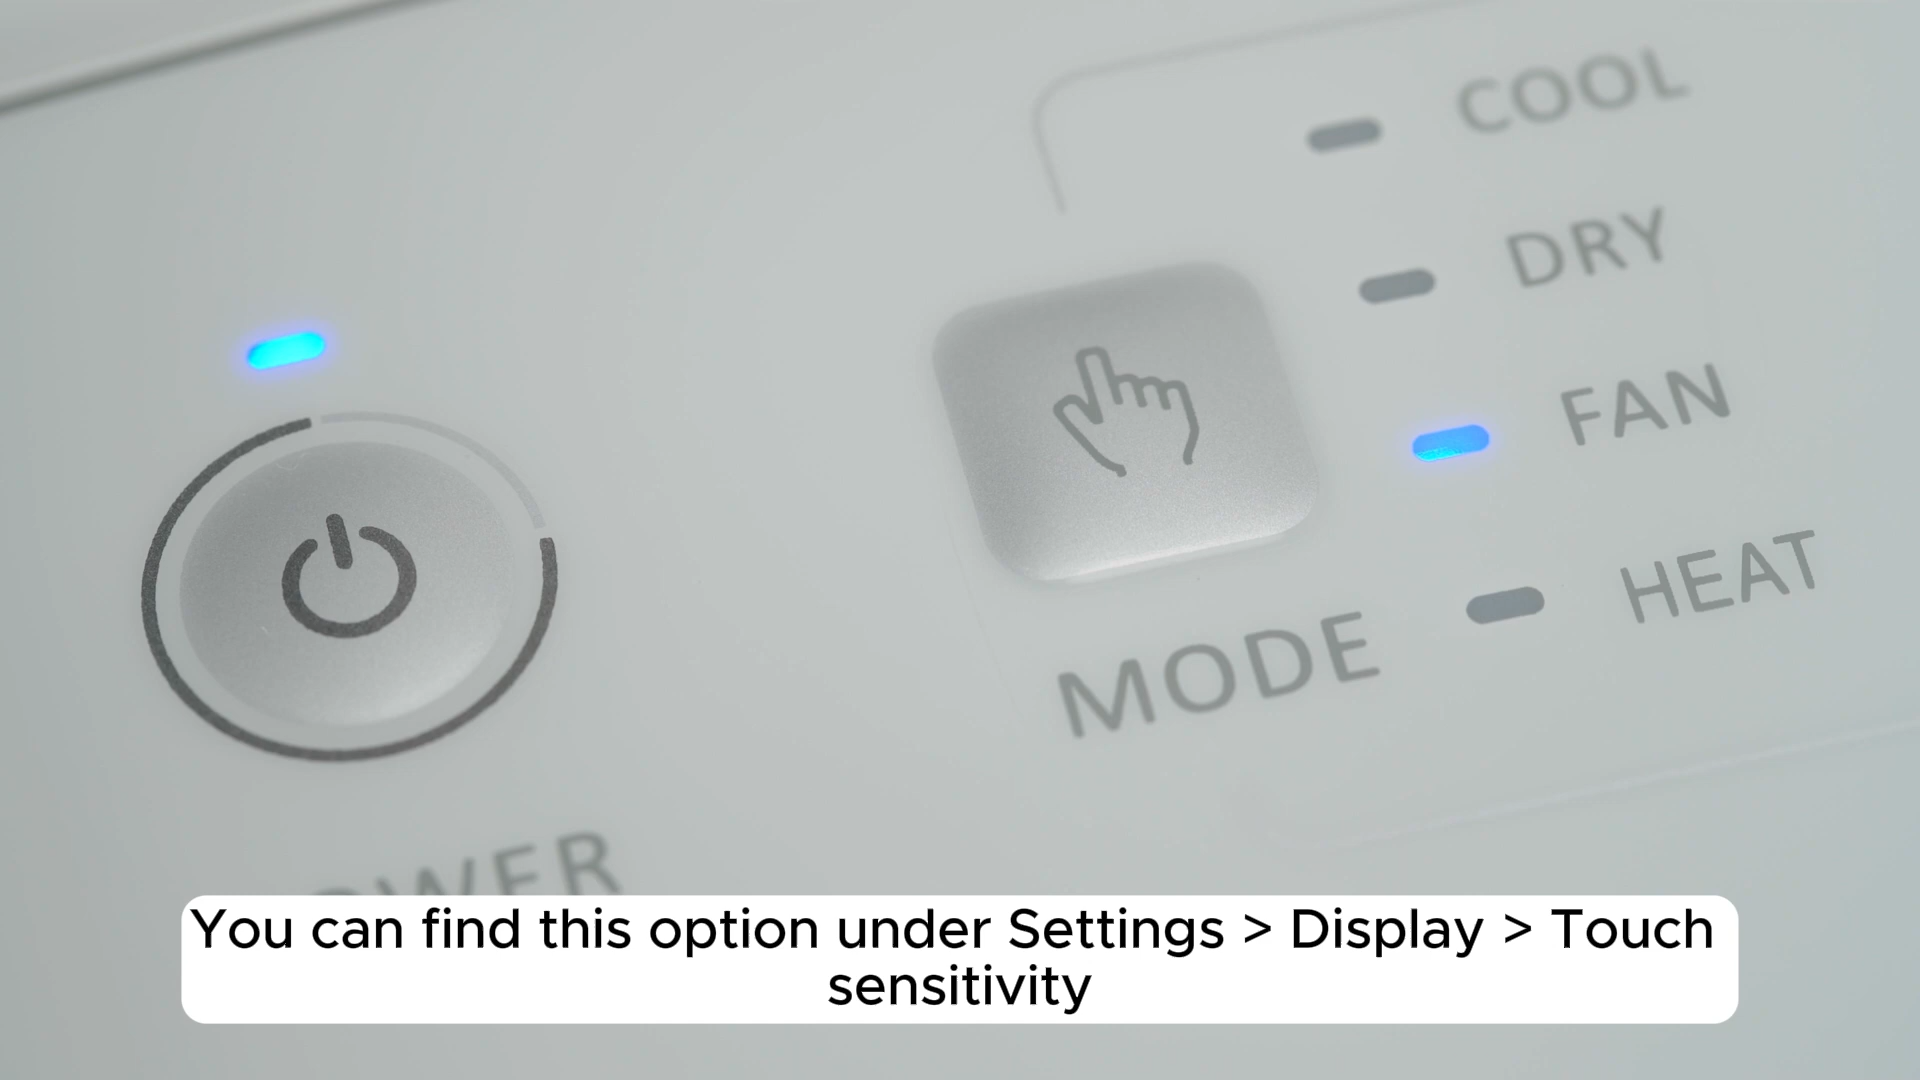 COOL
DRY
FAN
HEAT
MODE
You can find this option under Settings > Display > Touch
sensitivity